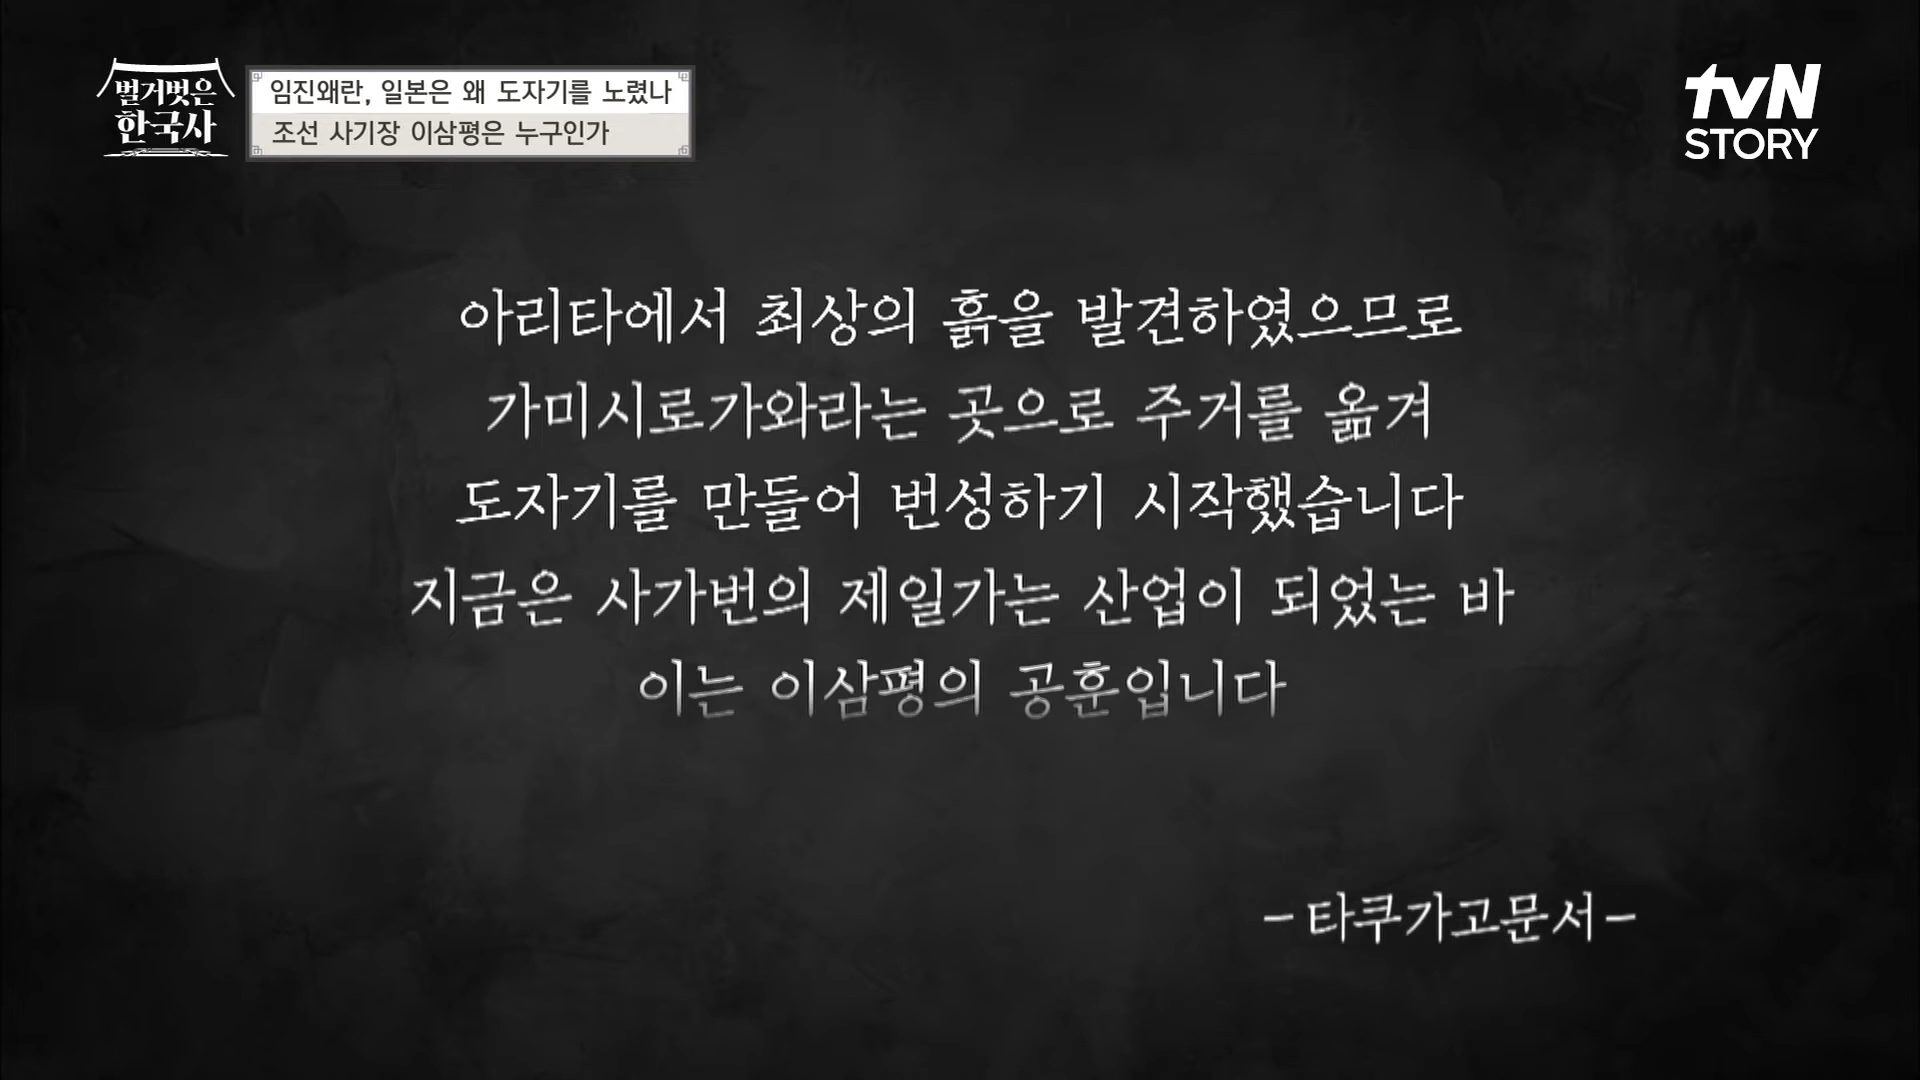 벌거벗은
한국사
임진왜란, 일본은 왜 도자기를 노렸나
조선 사기장 이삼평은 누구인가
tvN
STORY
아리타에서 최상의 흙을 발견하였으므로
가미시로가와라는 곳으로 주거를 옮겨
도자기를 만들어 번성하기 시작했습니다
지금은 사가번의 제일가는 산업이 되었는 바
이는 이삼평의 공훈입니다
-타쿠가고문서-